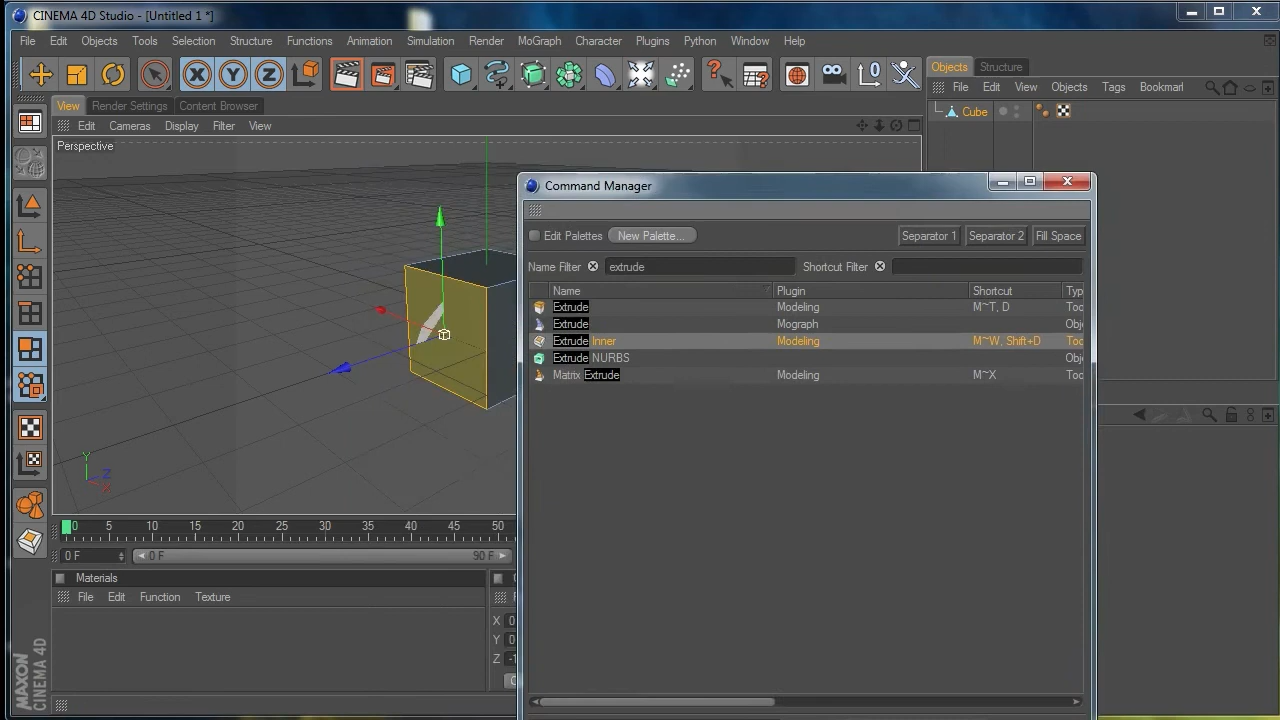 CINEMA 4D Studio - [Untitled 1 *]
File Edit Objects Tools Selection Structure Functions Animation Simulation Render MoGraph Character Plugins Python Window Help
Objects Structure
File Edit View Objects Tags Bookmarl
View Render Settings Content Browser
Edit Cameras Display Filter View
Cube
Perspective
Command Manager
Edit Palettes New Palette... Separator 1 Separator 2 Fill Space
Name Filter extrude Shortcut Filter
Name Plugin Shortcut Typ
Extrude Modeling M~T, D Toc
Extrude Mograph Obj
Extrude Inner Modeling M~W, Shift+D Toc
Extrude NURBS Obj
Matrix Extrude Modeling M~X Toc
Y
Z
X
0 5 10 15 20 25 30 35 40 45 50
0 F 0 F 90 F
Materials
File Edit Function Texture
X 0
Y 0
Z -1
MAXON
CINEMA 4D